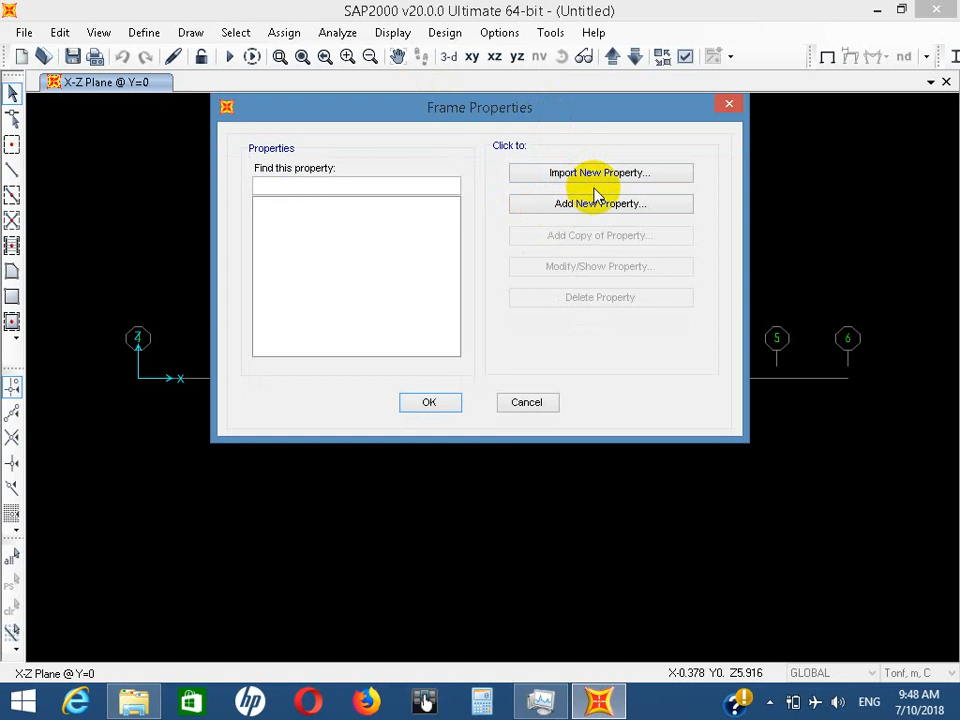 SAP2000 v20.0.0 Ultimate 64-bit - (Untitled)
File Edit View Define Draw Select Assign Analyze Display Design Options Tools Help
3-d xy xz yz nv nd
X-Z Plane @ Y=0
Frame Properties
Properties
Click to:
Find this property:
Import New Property...
Add New Property...
Add Copy of Property...
Modify/Show Property...
Delete Property
Z
X
5
6
OK
Cancel
all
ps
clr
X-Z Plane @ Y=0
X-0.378 Y0. Z5.916
GLOBAL
Tonf, m, C
ENG
9:48 AM
7/10/2018